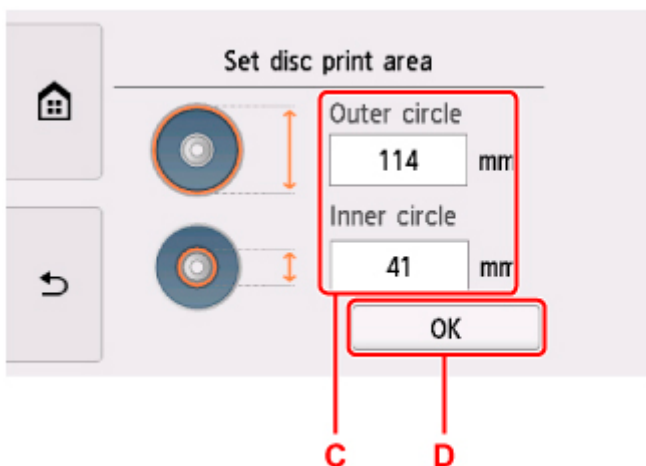 Set disc print area
Outer circle
114 mm
Inner circle
41 mm
OK
C D